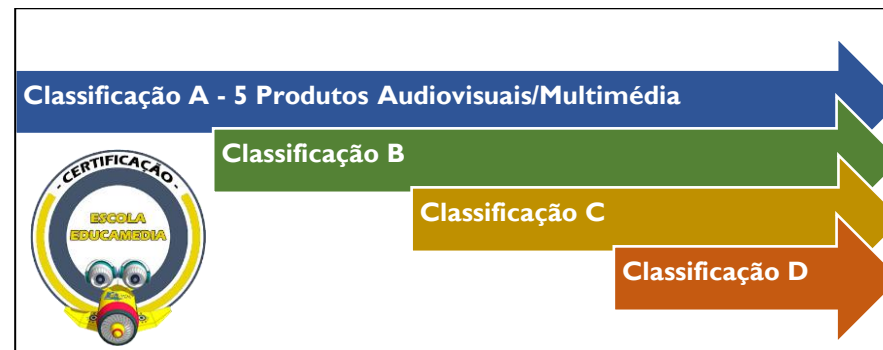 Classificação A - 5 Produtos Audiovisuais/Multimédia
Classificação B
Classificação C
Classificação D
- CERTIFICAÇÃO -
ESCOLA
EDUCAMEDIA